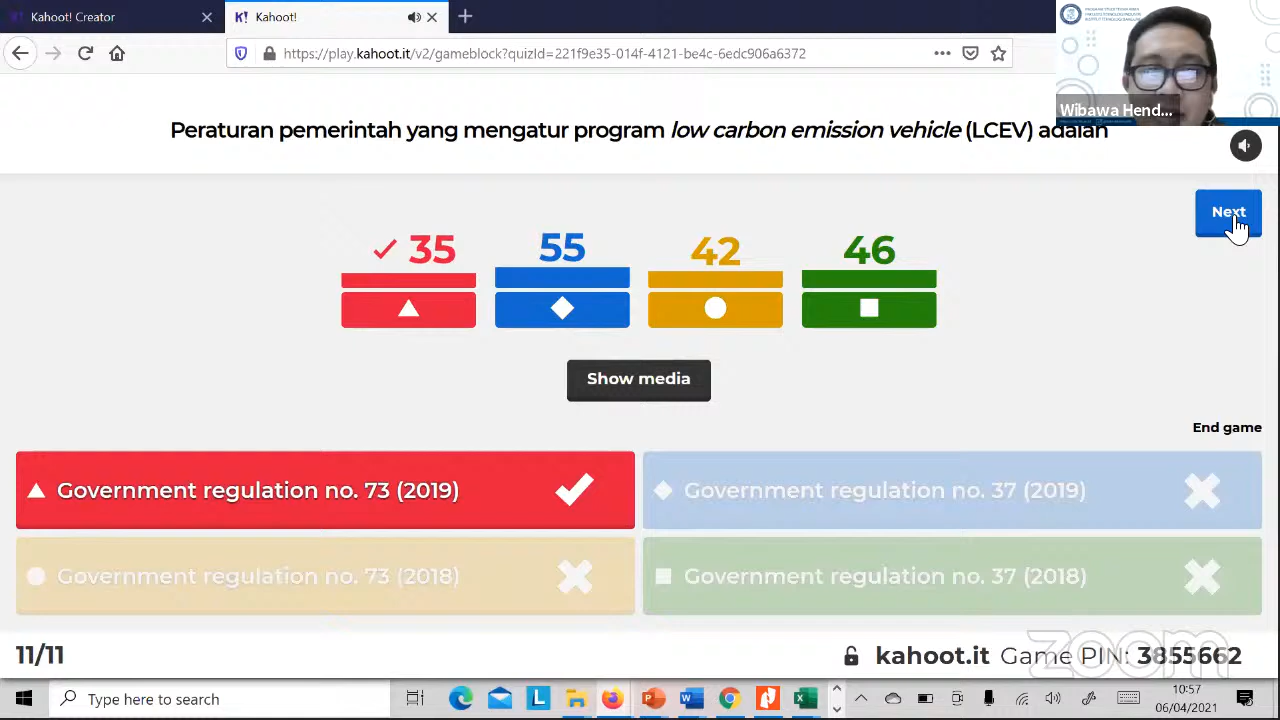 Kahoot! Creator
Kahoot!
https://play.kahoot.it/v2/gameblock?quizId=221f9e35-014f-4121-be4c-6edc906a6372
Wibawa Hend...
Peraturan pemerintah yang mengatur program low carbon emission vehicle (LCEV) adalah
Next
35
55
42
46
Show media
End game
Government regulation no. 73 (2019)
Government regulation no. 37 (2019)
Government regulation no. 73 (2018)
Government regulation no. 37 (2018)
zoom
11/11
kahoot.it Game PIN: 3855662
Type here to search
10:57
06/04/2021